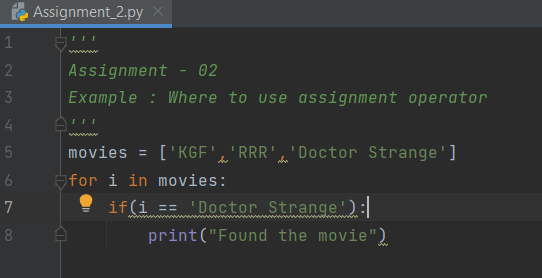 Assignment_2.py ×
1 '''
2 Assignment - 02
3 Example : Where to use assignment operator
4 '''
5 movies = ['KGF','RRR','Doctor Strange']
6 for i in movies:
7     if(i == 'Doctor Strange'):
8         print("Found the movie")